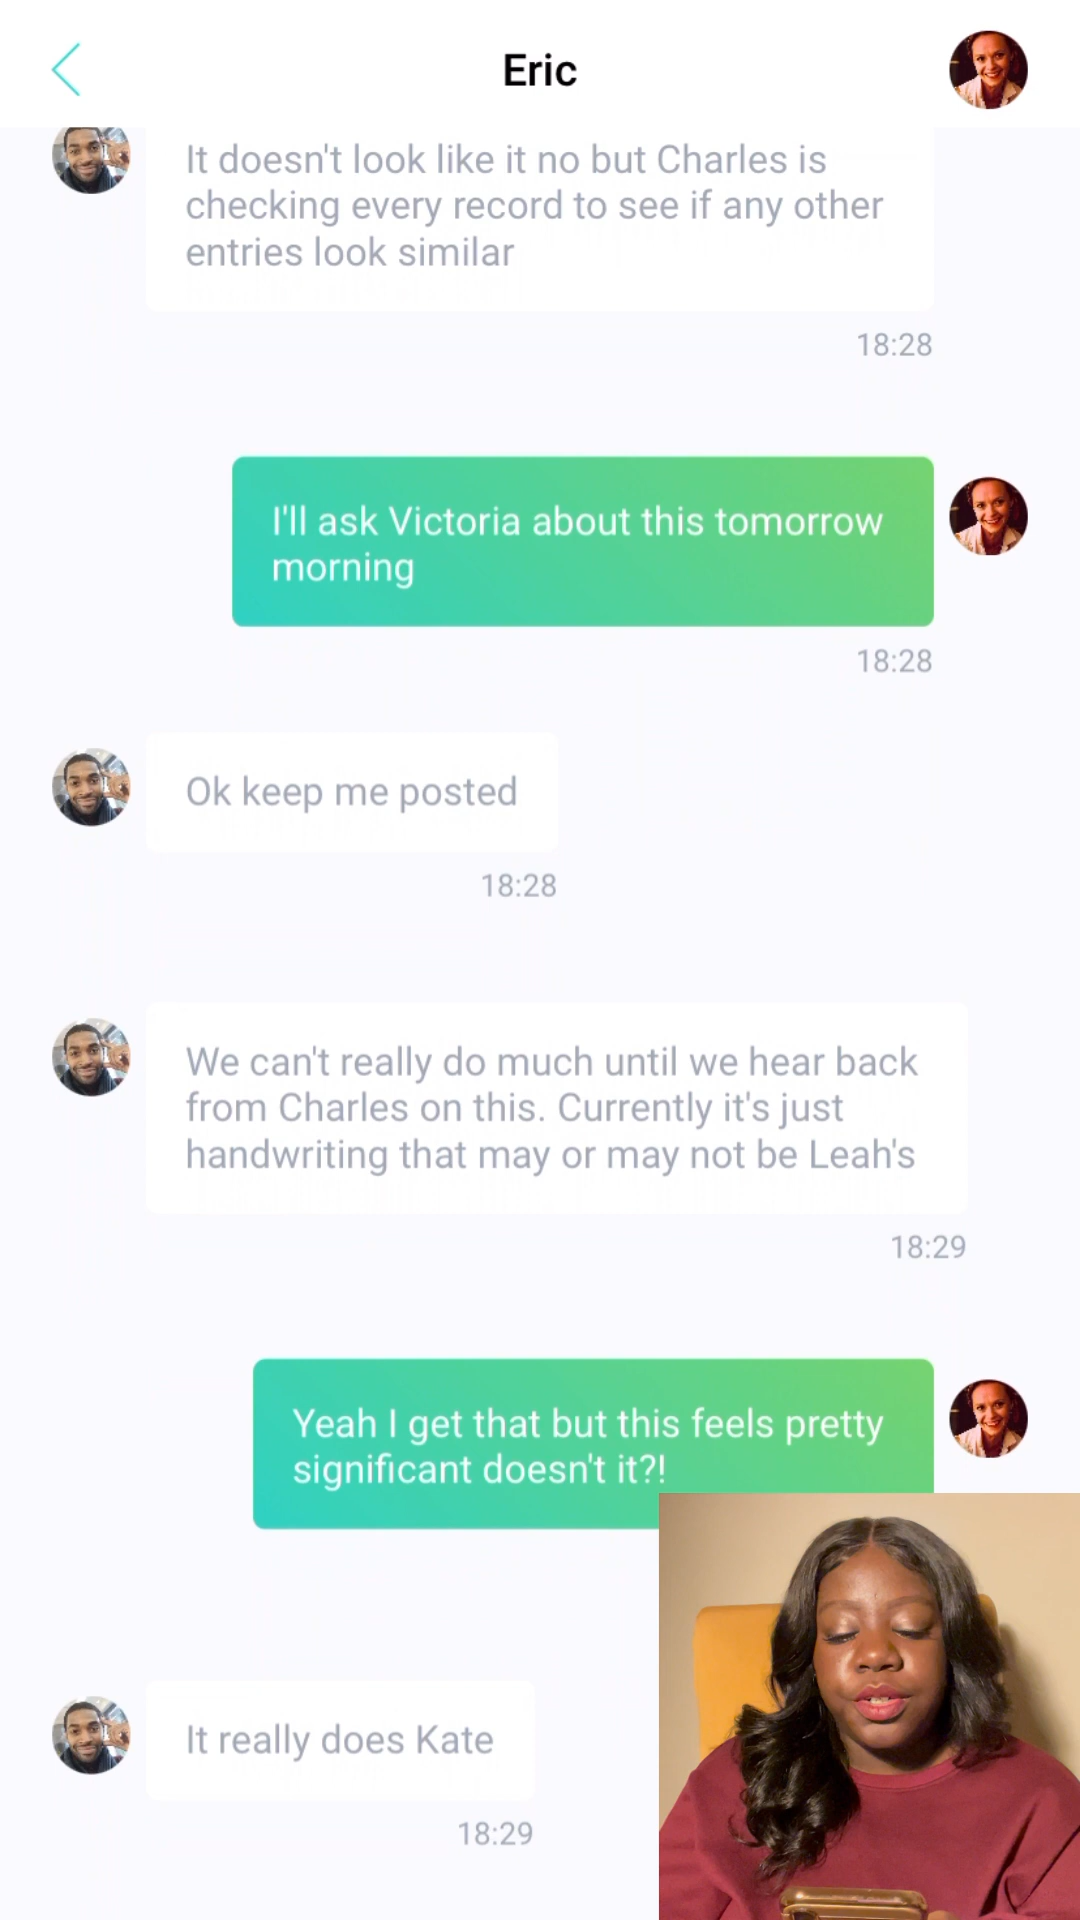 Eric
It doesn't look like it no but Charles is
checking every record to see if any other
entries look similar
18:28
I'll ask Victoria about this tomorrow
morning
18:28
Ok keep me posted
18:28
We can't really do much until we hear back
from Charles on this. Currently it's just
handwriting that may or may not be Leah's
18:29
Yeah I get that but this feels pretty
significant doesn't it?!
It really does Kate
18:29